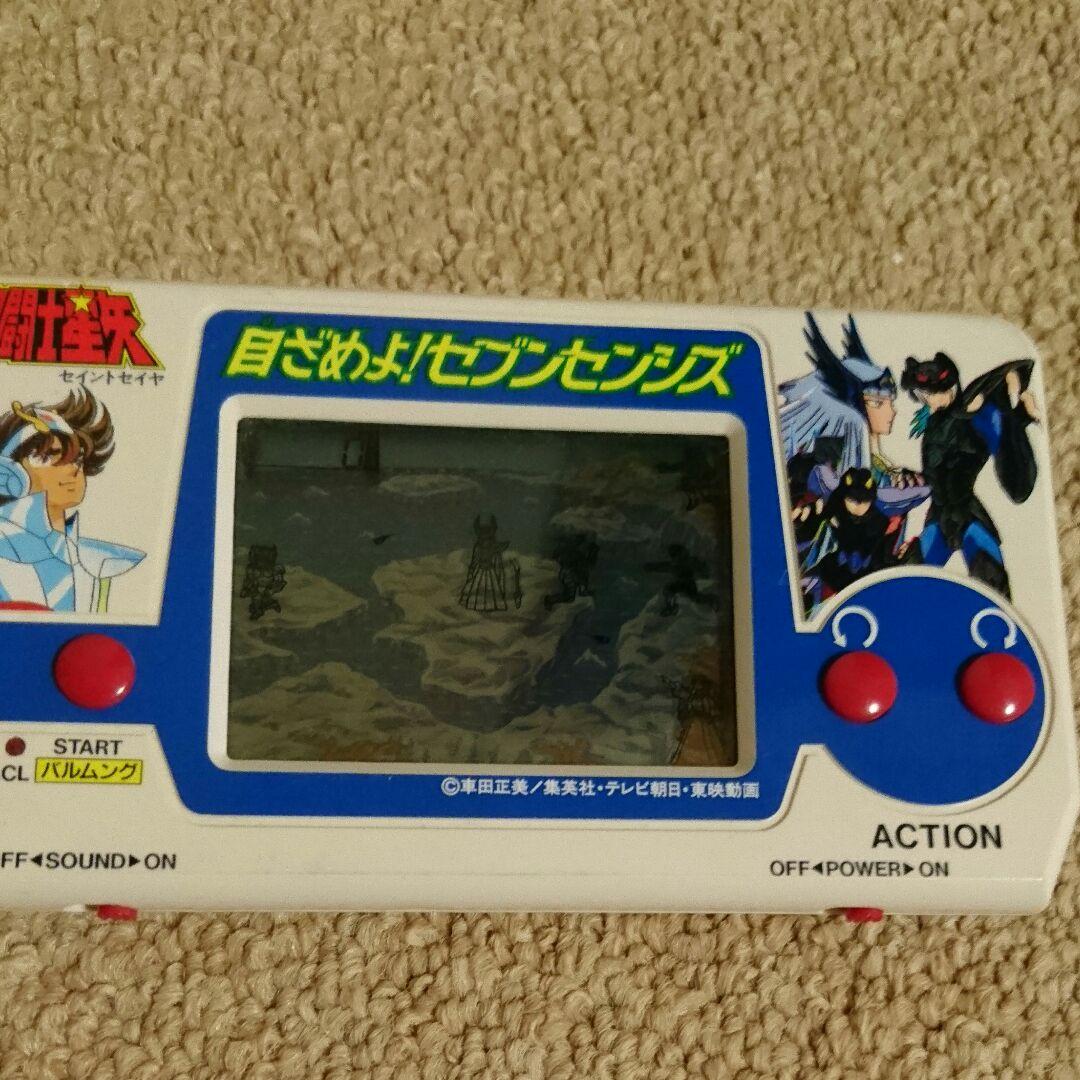 闘士星矢
セイントセイヤ
目ざめよ!セブンセンシズ
START
CL バルムング
©車田正美/集英社・テレビ朝日・東映動画
ACTION
FF◀SOUND▶ON
OFF◀POWER▶ON